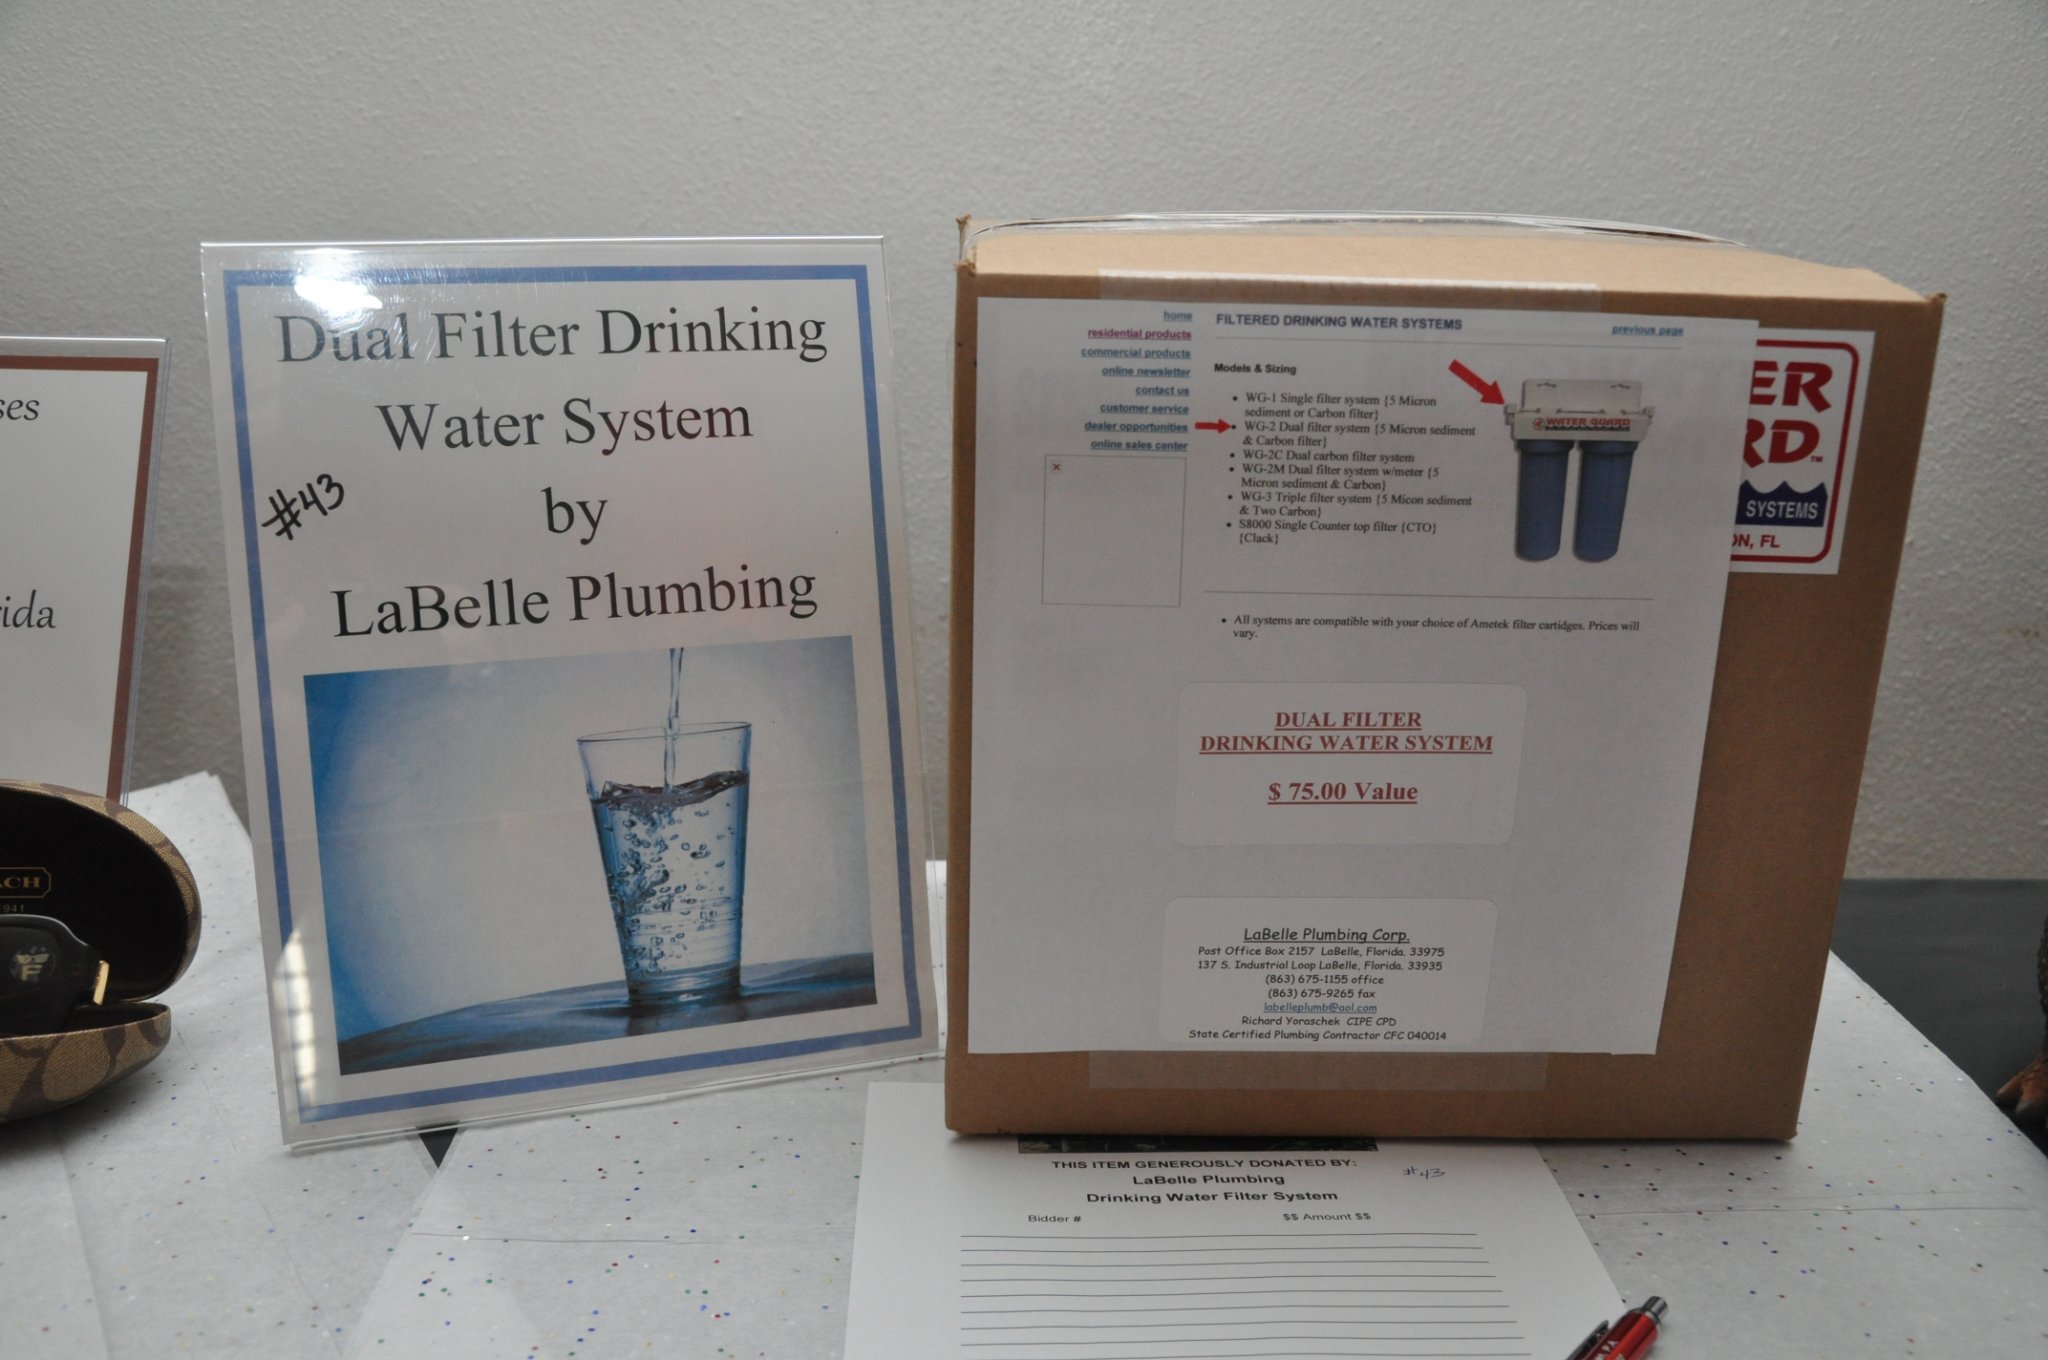 ses
ida
ACH
1941
F
Dual Filter Drinking
Water System
#43
by
LaBelle Plumbing
home
residential products
commercial products
online newsletter
contact us
customer service
dealer opportunities
online sales center
FILTERED DRINKING WATER SYSTEMS
previous page
Models & Sizing
• WG-1 Single filter system {5 Micron
sediment or Carbon filter}
• WG-2 Dual filter system {5 Micron sediment
& Carbon filter}
• WG-2C Dual carbon filter system
• WG-2M Dual filter system w/meter {5
Micron sediment & Carbon}
• WG-3 Triple filter system {5 Micon sediment
& Two Carbon}
• S8000 Single Counter top filter {CTO}
{Clack}
WATER GUARD
• All systems are compatible with your choice of Ametek filter cartidges. Prices will
vary.
DUAL FILTER
DRINKING WATER SYSTEM
$ 75.00 Value
LaBelle Plumbing Corp.
Post Office Box 2157 LaBelle, Florida. 33975
137 S. Industrial Loop LaBelle, Florida. 33935
(863) 675-1155 office
(863) 675-9265 fax
labelleplumb@aol.com
Richard Yoraschek CIPE CPD
State Certified Plumbing Contractor CFC 040014
ER
RD™
SYSTEMS
ON, FL
THIS ITEM GENEROUSLY DONATED BY:
#43
LaBelle Plumbing
Drinking Water Filter System
Bidder #
$$ Amount $$